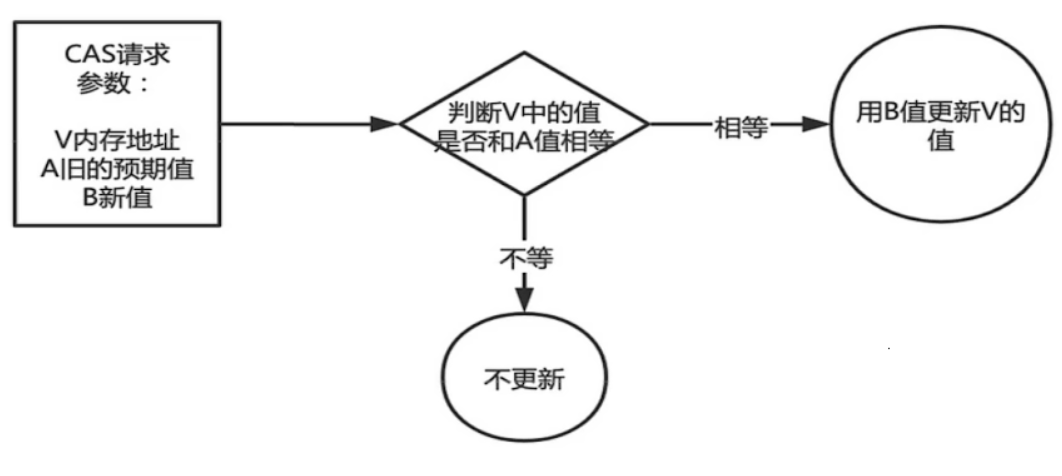 CAS请求
参数：
V内存地址
A旧的预期值
B新值
判断V中的值
是否和A值相等
相等
用B值更新V的
值
不等
不更新